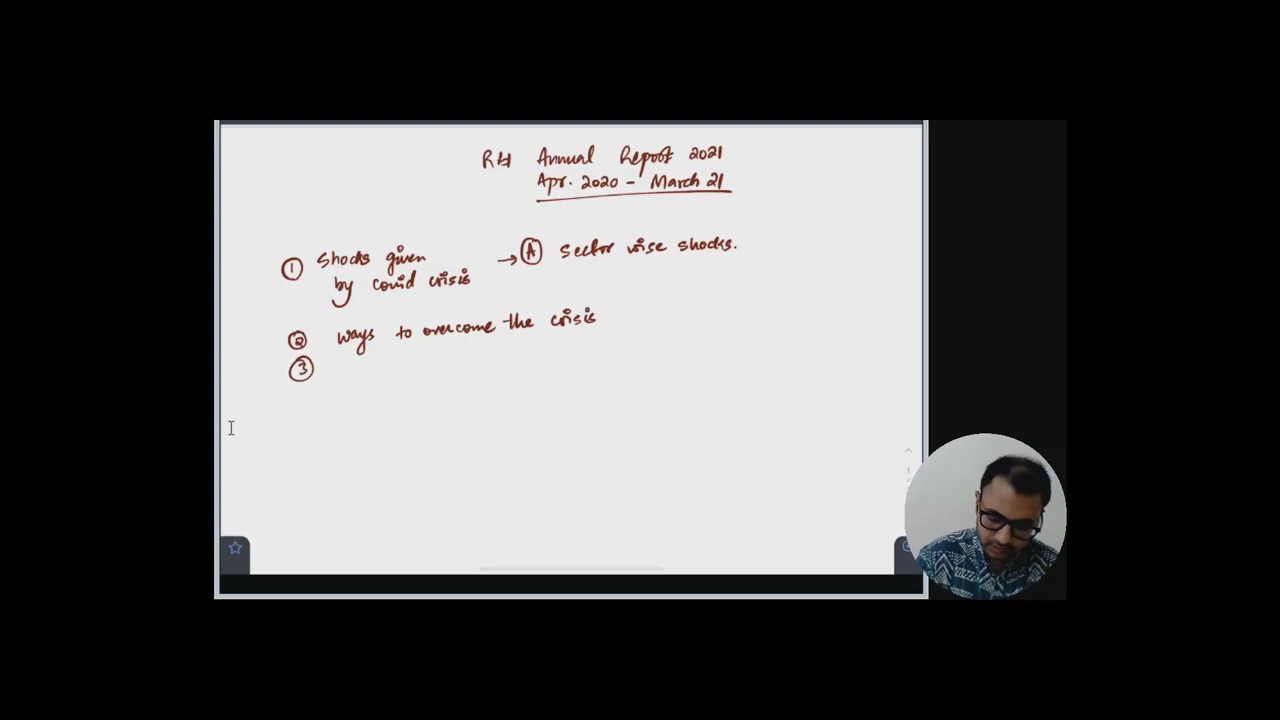 RBI Annual Report 2021
Apr. 2020 - March 21
① Shocks given → Ⓐ Sector wise shocks.
by covid crisis
② ways to overcome the crisis
③